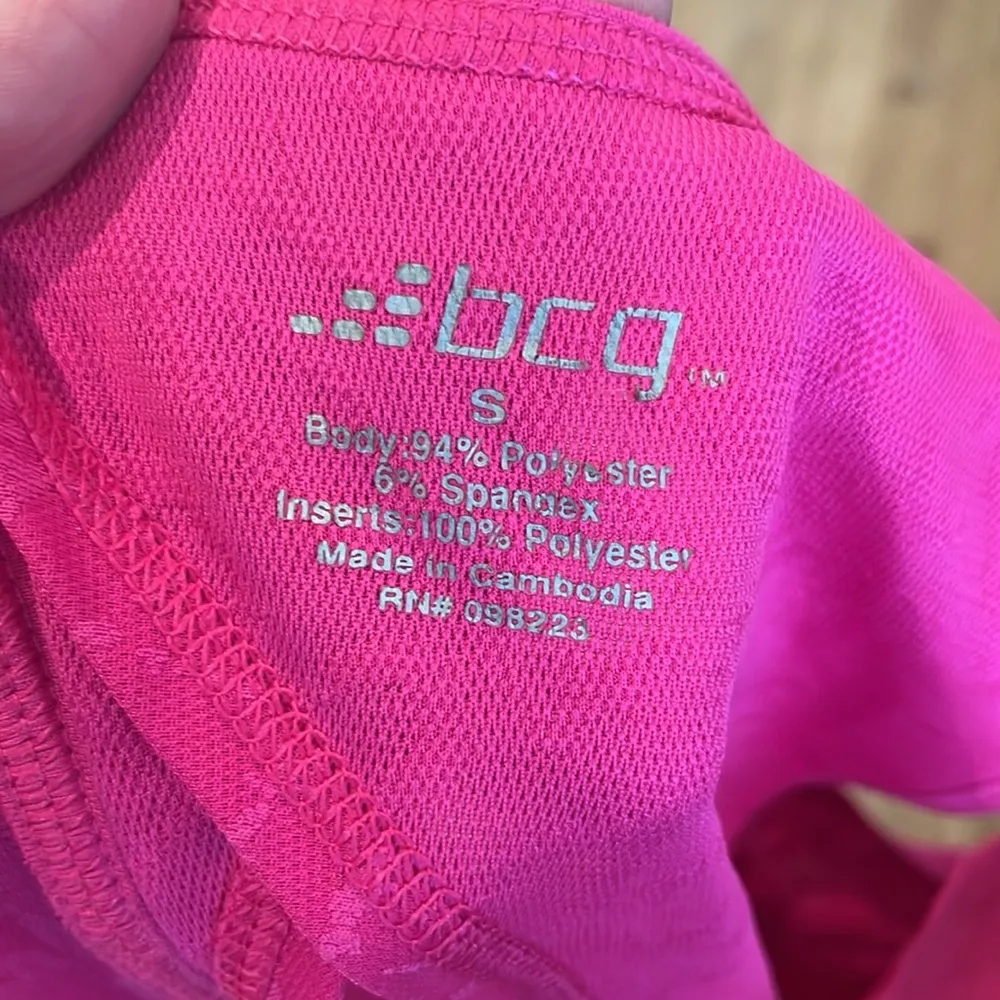 bcg™
S
Body:94% Polyester
6% Spandex
Inserts:100% Polyester
Made in Cambodia
RN# 098223